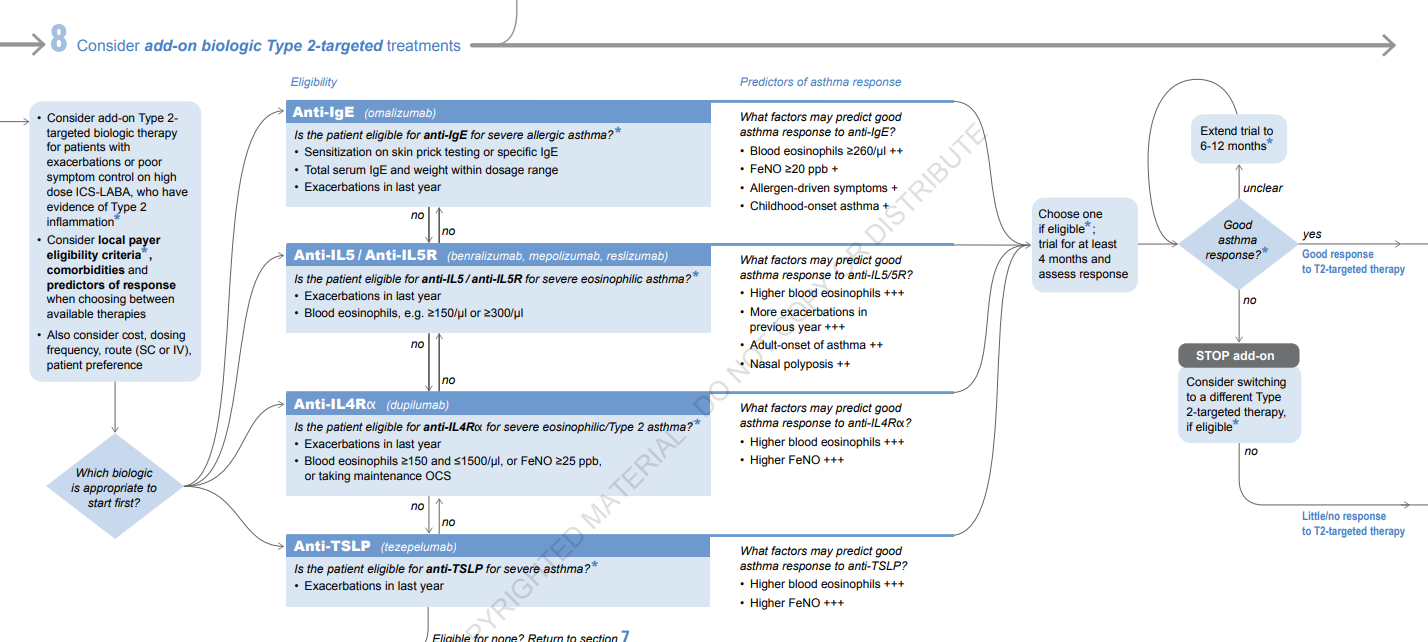 8 Consider add-on biologic Type 2-targeted treatments
• Consider add-on Type 2-
targeted biologic therapy
for patients with
exacerbations or poor
symptom control on high
dose ICS-LABA, who have
evidence of Type 2
inflammation*
• Consider local payer
eligibility criteria*,
comorbidities and
predictors of response
when choosing between
available therapies
• Also consider cost, dosing
frequency, route (SC or IV),
patient preference
Which biologic
is appropriate to
start first?
Eligibility
Anti-IgE (omalizumab)
Is the patient eligible for anti-IgE for severe allergic asthma?*
• Sensitization on skin prick testing or specific IgE
• Total serum IgE and weight within dosage range
• Exacerbations in last year
no
no
Anti-IL5 / Anti-IL5R (benralizumab, mepolizumab, reslizumab)
Is the patient eligible for anti-IL5 / anti-IL5R for severe eosinophilic asthma?*
• Exacerbations in last year
• Blood eosinophils, e.g. ≥150/µl or ≥300/µl
no
no
Anti-IL4Rα (dupilumab)
Is the patient eligible for anti-IL4Rα for severe eosinophilic/Type 2 asthma?*
• Exacerbations in last year
• Blood eosinophils ≥150 and ≤1500/µl, or FeNO ≥25 ppb,
or taking maintenance OCS
no
no
Anti-TSLP (tezepelumab)
Is the patient eligible for anti-TSLP for severe asthma?*
• Exacerbations in last year
Eligible for none? Return to section 7
Predictors of asthma response
What factors may predict good
asthma response to anti-IgE?
• Blood eosinophils ≥260/µl ++
• FeNO ≥20 ppb +
• Allergen-driven symptoms +
• Childhood-onset asthma +
What factors may predict good
asthma response to anti-IL5/5R?
• Higher blood eosinophils +++
• More exacerbations in
previous year +++
• Adult-onset of asthma ++
• Nasal polyposis ++
What factors may predict good
asthma response to anti-IL4Rα?
• Higher blood eosinophils +++
• Higher FeNO +++
What factors may predict good
asthma response to anti-TSLP?
• Higher blood eosinophils +++
• Higher FeNO +++
Choose one
if eligible*;
trial for at least
4 months and
assess response
Extend trial to
6-12 months*
unclear
Good
asthma
response?*
yes
Good response
to T2-targeted therapy
no
STOP add-on
Consider switching
to a different Type
2-targeted therapy,
if eligible*
no
Little/no response
to T2-targeted therapy
PYRIGHTED MATERIAL - DO NOT COPY OR DISTRIBUTE